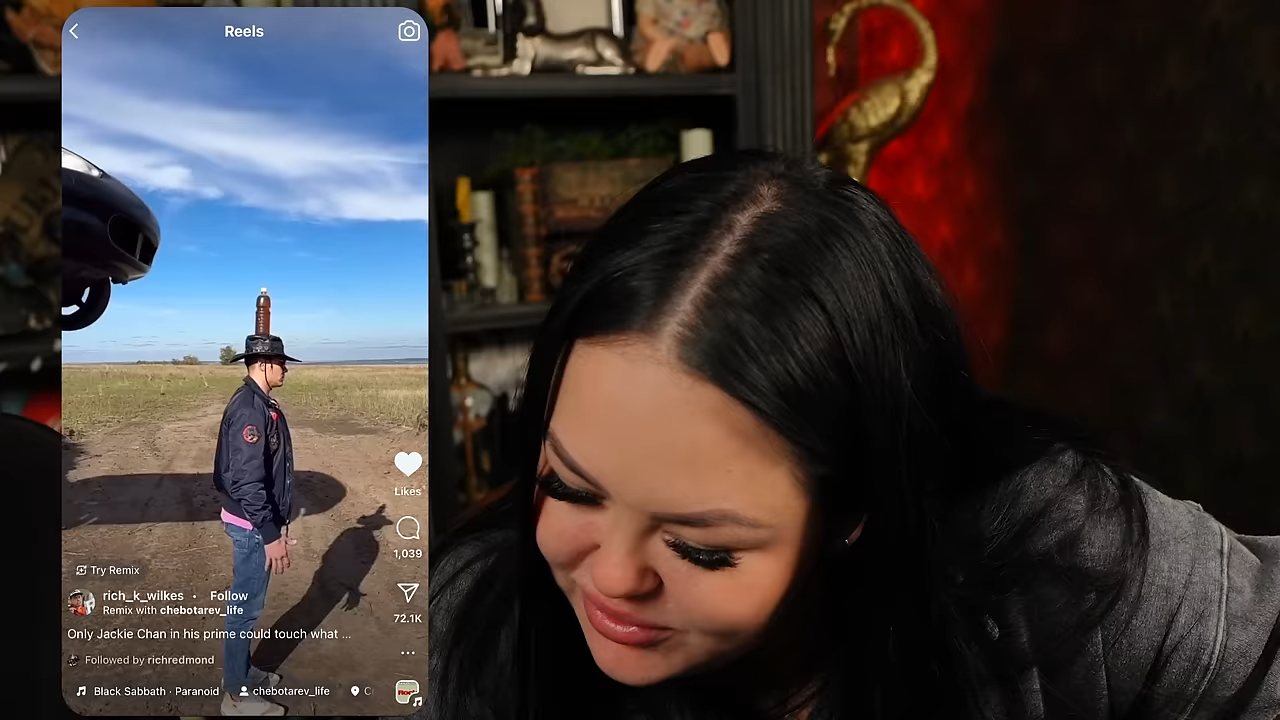 Reels
Likes
1,039
Try Remix
rich_k_wilkes • Follow
Remix with chebotarev_life
72.1K
Only Jackie Chan in his prime could touch what ...
Followed by richredmond
Black Sabbath · Paranoid chebotarev_life